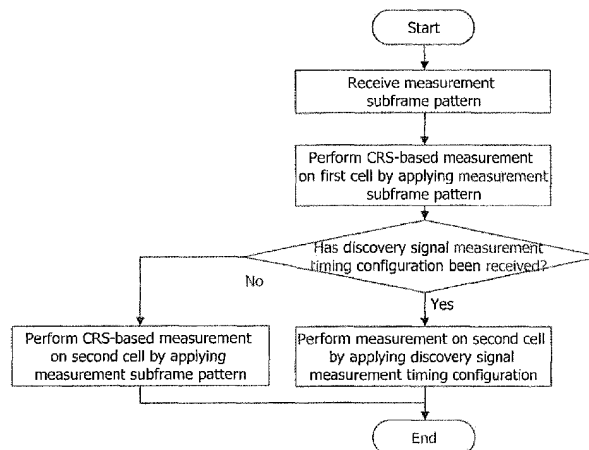 Start
Receive measurement
subframe pattern
Perform CRS-based measurement
on first cell by applying measurement
subframe pattern
Has discovery signal measurement
timing configuration been received?
No
Yes
Perform CRS-based measurement
on second cell by applying
measurement subframe pattern
Perform measurement on second cell
by applying discovery signal
measurement timing configuration
End